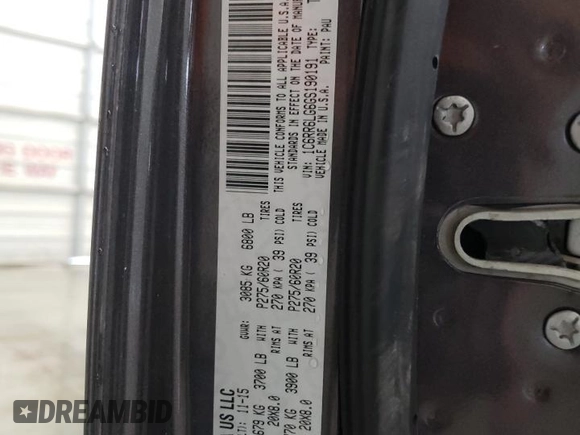 A US LLC
11-15
GVWR: 3085 KG 6800 LB
679 KG 3700 LB WITH P275/60R20 TIRES
20X8.0 RIMS AT 270 KPA ( 39 PSI) COLD
70 KG 3900 LB WITH P275/60R20 TIRES
20X8.0 RIMS AT 270 KPA ( 39 PSI) COLD
THIS VEHICLE CONFORMS TO ALL
APPLICABLE U.S.A.
STANDARDS IN EFFECT ON THE DATE OF MANUF
VIN: 1C6RR6LG6GS190191 TYPE:
VEHICLE MADE IN U.S.A. PAINT: PAU
DREAMBID